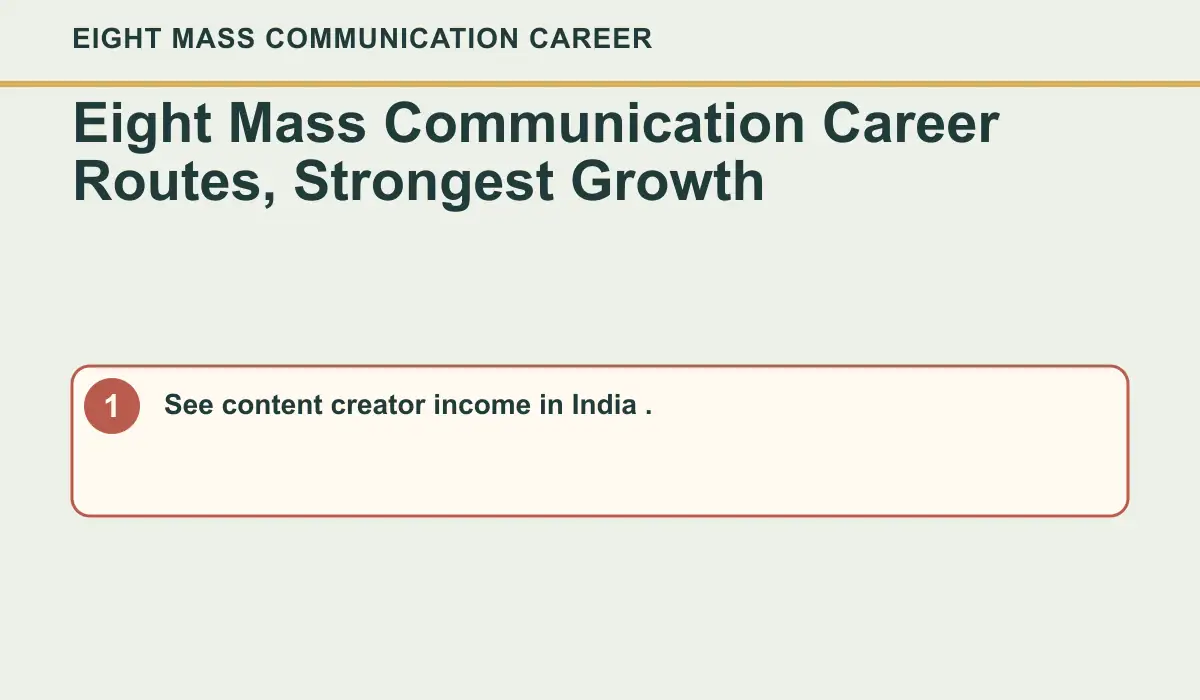 EIGHT MASS COMMUNICATION CAREER
Eight Mass Communication Career
Routes, Strongest Growth
1
See content creator income in India .